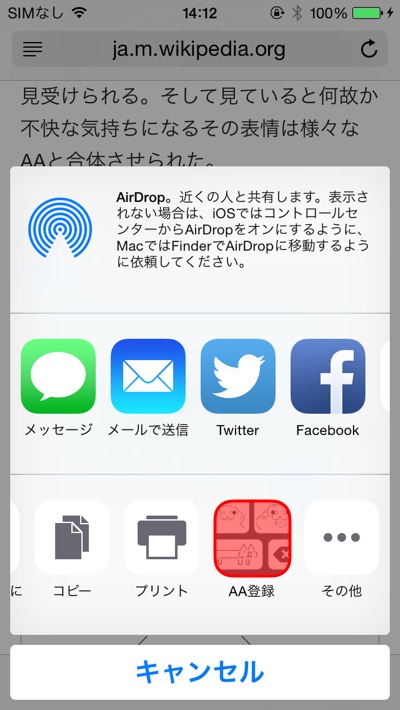 SIMなし 14:12 100%
ja.m.wikipedia.org
見受けられる。そして見ていると何故か
不快な気持ちになるその表情は様々な
AAと合体させられた。
AirDrop。近くの人と共有します。表示さ
れない場合は、iOSではコントロールセ
ンターからAirDropをオンにするように、
MacではFinderでAirDropに移動するよう
に依頼してください。
メッセージ メールで送信 Twitter Facebook
に コピー プリント AA登録 その他
キャンセル